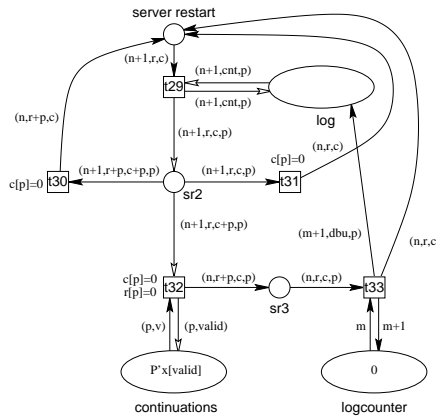 server restart
(n+1,r,c)
(n+1,cnt,p)
t29
(n+1,cnt,p)
log
(n,r+p,c)
(n+1,r,c,p)
(n,r,c)
c[p]=0
t30
c[p]=0
(n+1,r+p,c+p,p)
(n+1,r,c,p)
t31
sr2
(n+1,r,c+p,p)
(m+1,dbu,p)
(n,r,c
c[p]=0
r[p]=0
t32
(n,r+p,c,p)
(n,r,c,p)
t33
sr3
(p,v)
(p,valid)
m
m+1
P'x[valid]
0
continuations
logcounter